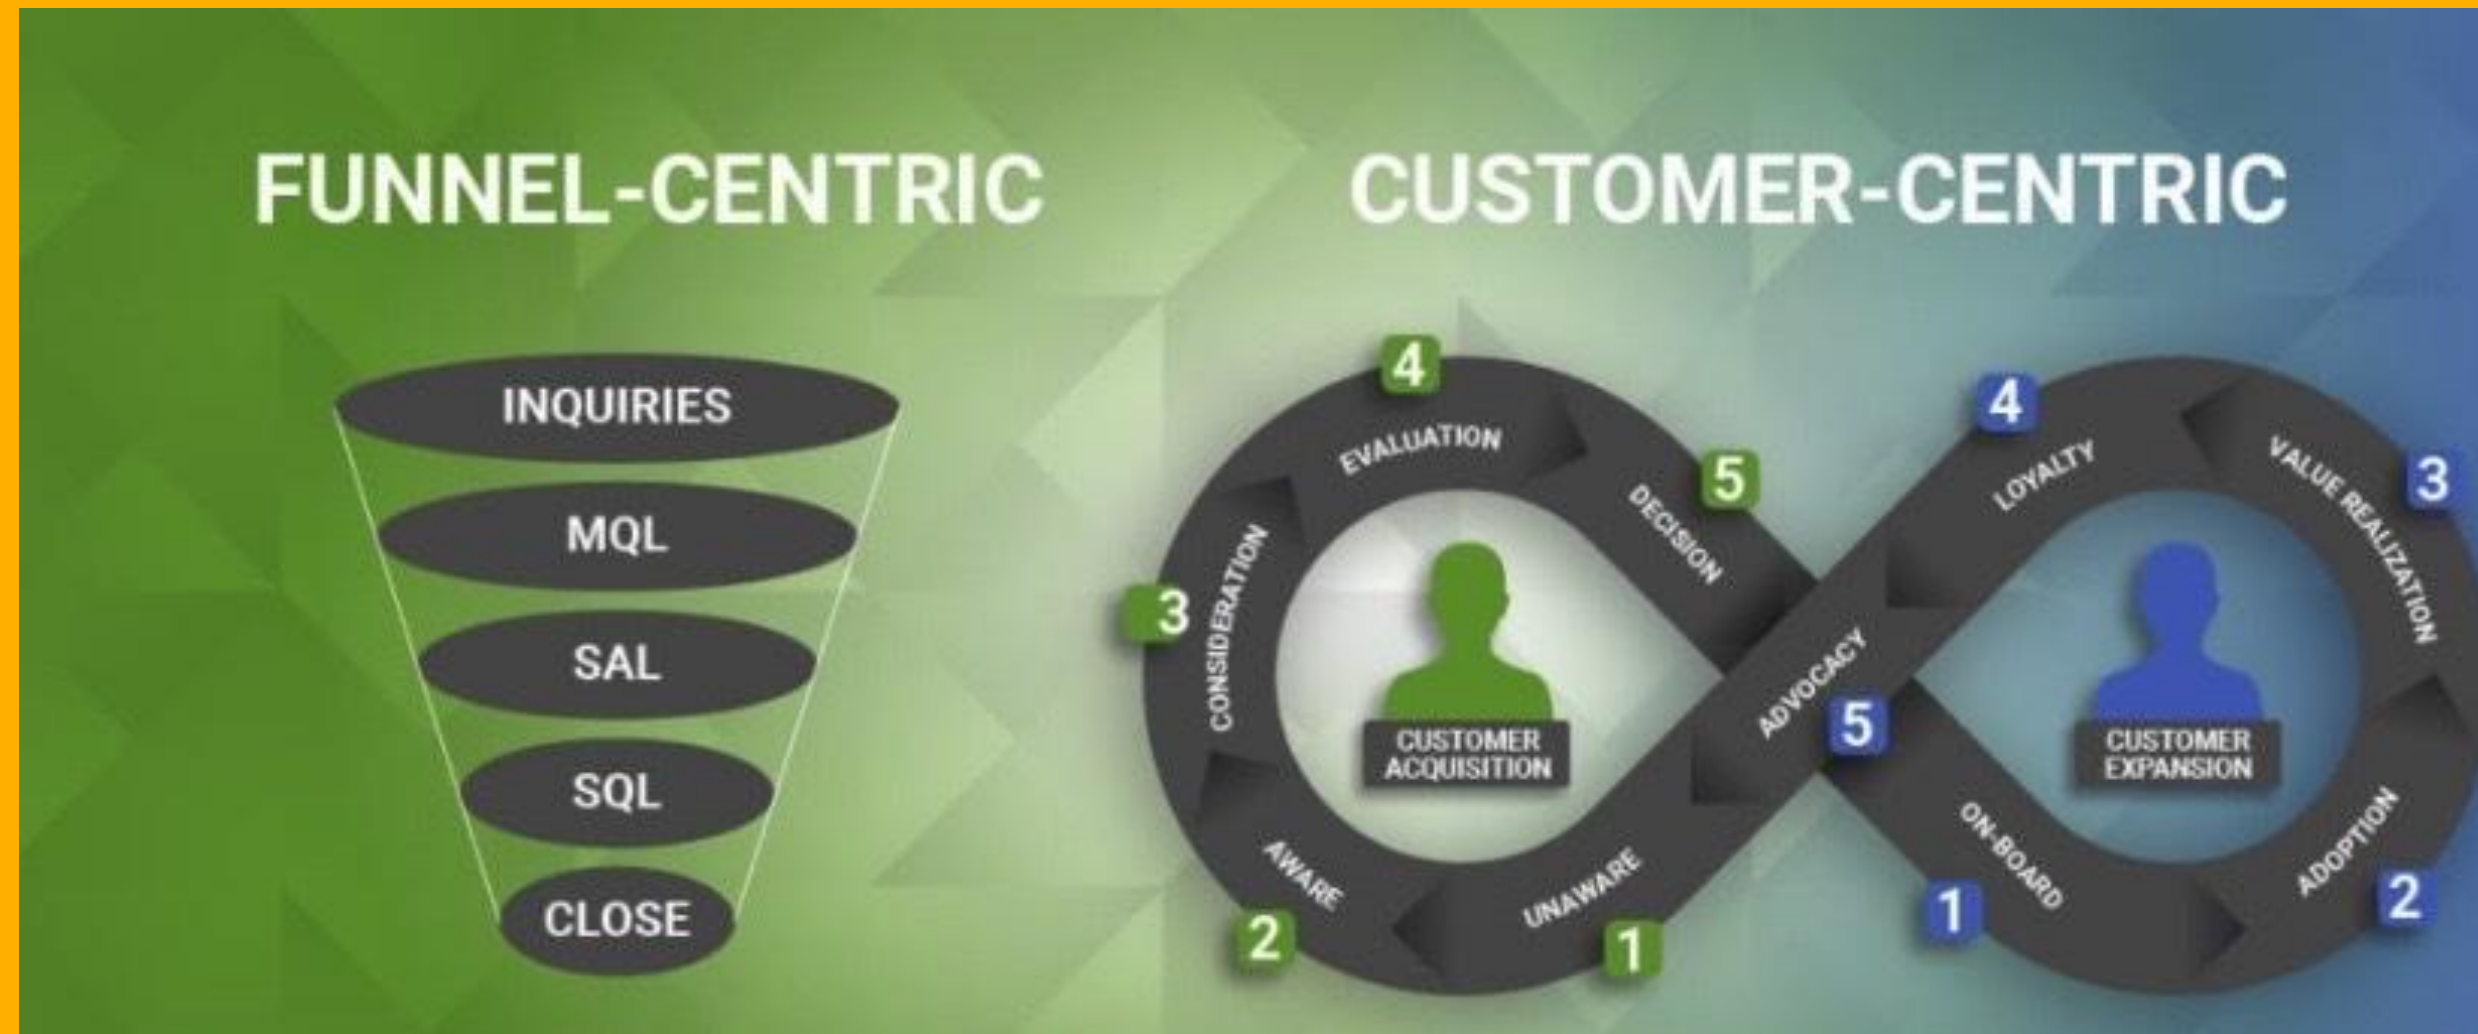 FUNNEL-CENTRIC
INQUIRIES
MQL
SAL
SQL
CLOSE
CUSTOMER-CENTRIC
1
UNAWARE
2
AWARE
3
CONSIDERATION
4
EVALUATION
5
DECISION
CUSTOMER
ACQUISITION
1
ON-BOARD
2
ADOPTION
3
VALUE REALIZATION
4
LOYALTY
5
ADVOCACY
CUSTOMER
EXPANSION